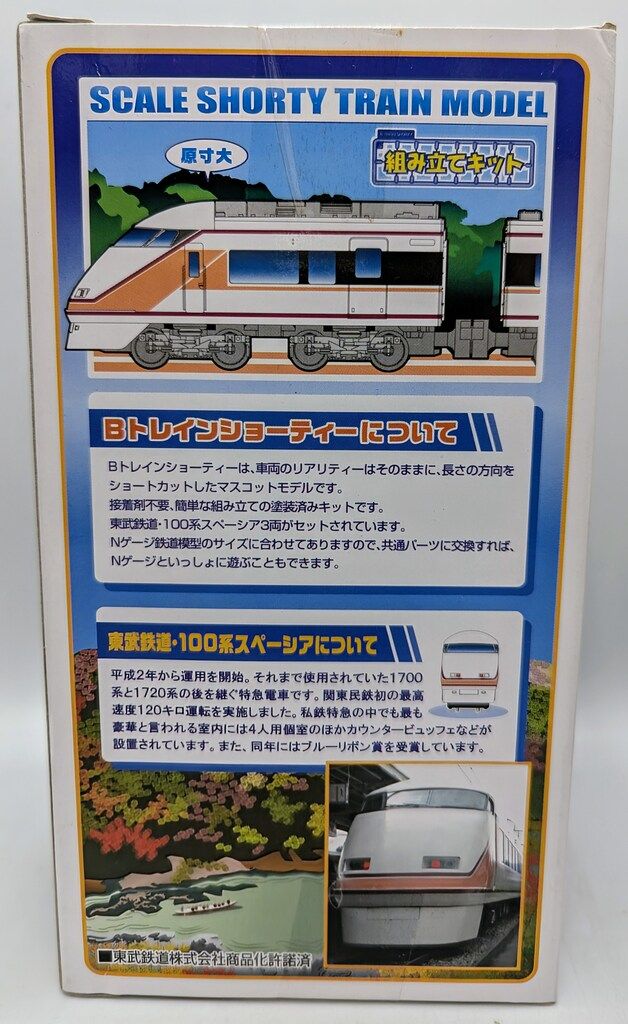 SCALE SHORTY TRAIN MODEL
原寸大
組み立てキット
Bトレインショーティーについて
Bトレインショーティーは、車両のリアリティーはそのままに、長さの方向を
ショートカットしたマスコットモデルです。
接着剤不要、簡単な組み立ての塗装済みキットです。
東武鉄道・100系スペーシア3両がセットされています。
Nゲージ鉄道模型のサイズに合わせてありますので、共通パーツに交換すれば、
Nゲージといっしょに遊ぶこともできます。
東武鉄道・100系スペーシアについて
平成2年から運用を開始。それまで使用されていた1700
系と1720系の後を継ぐ特急電車です。関東民鉄初の最高
速度120キロ運転を実施しました。私鉄特急の中でも最も
豪華と言われる室内には4人用個室のほかカウンタービュッフェなどが
設置されています。また、同年にはブルーリボン賞を受賞しています。
■東武鉄道株式会社商品化許諾済